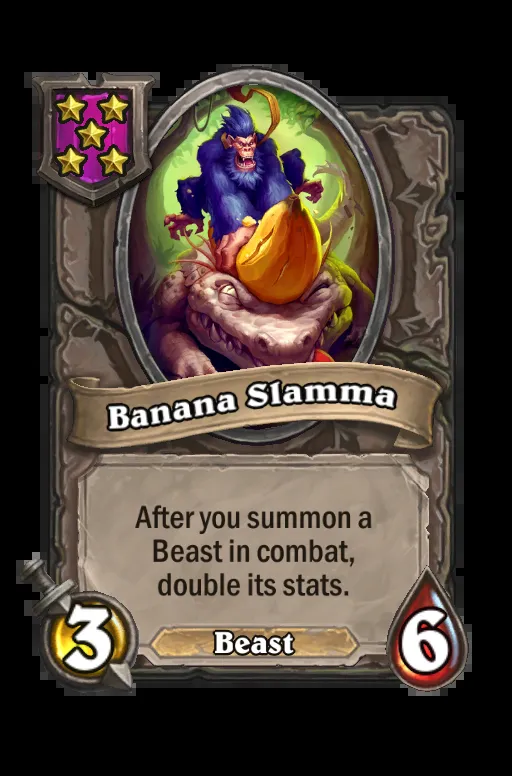 Banana Slamma
After you summon a
Beast in combat,
double its stats.
3
Beast
6